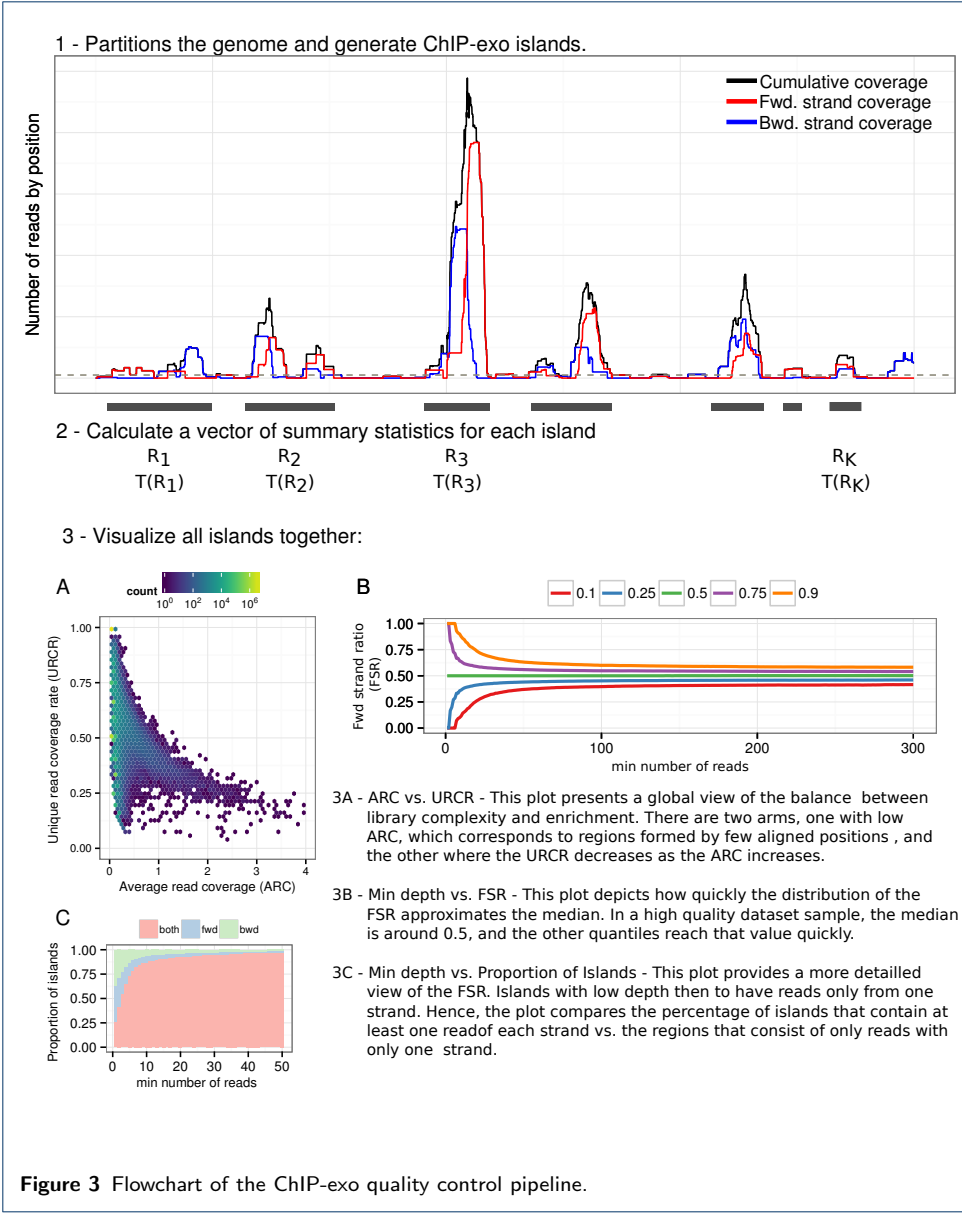 1 - Partitions the genome and generate ChIP-exo islands.
Number of reads by position
Cumulative coverage
Fwd. strand coverage
Bwd. strand coverage
2 - Calculate a vector of summary statistics for each island
R1 R2 R3 RK
T(R1) T(R2) T(R3) T(RK)
3 - Visualize all islands together:
A
count
10^0 10^2 10^4 10^6
Unique read coverage rate (URCR)
1.00
0.75
0.50
0.25
0.00
0 1 2 3 4
Average read coverage (ARC)
B
0.1 0.25 0.5 0.75 0.9
Fwd strand ratio
(FSR)
1.00
0.75
0.50
0.25
0.00
0 100 200 300
min number of reads
3A - ARC vs. URCR - This plot presents a global view of the balance between
library complexity and enrichment. There are two arms, one with low
ARC, which corresponds to regions formed by few aligned positions , and
the other where the URCR decreases as the ARC increases.
3B - Min depth vs. FSR - This plot depicts how quickly the distribution of the
FSR approximates the median. In a high quality dataset sample, the median
is around 0.5, and the other quantiles reach that value quickly.
3C - Min depth vs. Proportion of Islands - This plot provides a more detailled
view of the FSR. Islands with low depth then to have reads only from one
strand. Hence, the plot compares the percentage of islands that contain at
least one readof each strand vs. the regions that consist of only reads with
only one strand.
C
both fwd bwd
Proportion of islands
1.00
0.75
0.50
0.25
0.00
0 10 20 30 40 50
min number of reads
Figure 3 Flowchart of the ChIP-exo quality control pipeline.